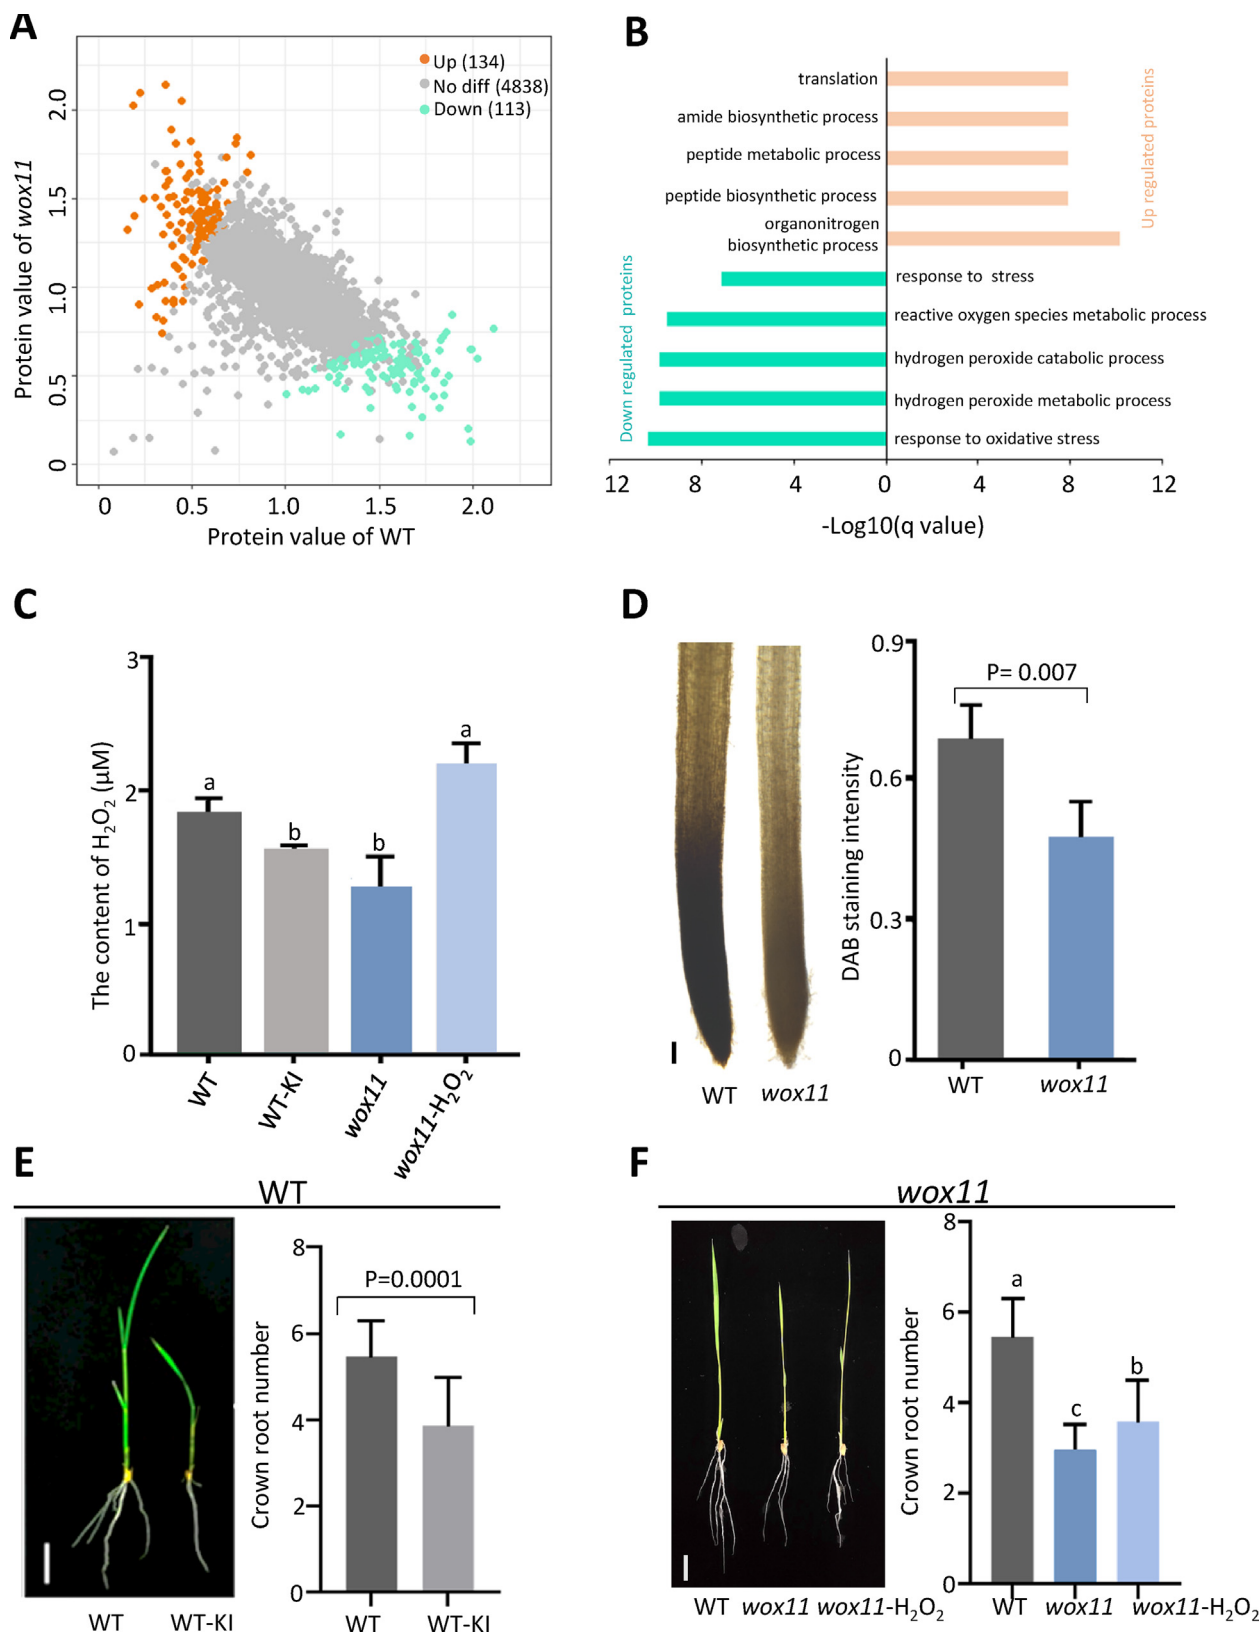 A
Up (134)
No diff (4838)
Down (113)
Protein value of wox11
2.0
1.5
1.0
0.5
0
0
0.5
1.0
1.5
2.0
Protein value of WT
B
translation
amide biosynthetic process
peptide metabolic process
peptide biosynthetic process
organonitrogen
biosynthetic process
Up regulated proteins
Down regulated proteins
response to stress
reactive oxygen species metabolic process
hydrogen peroxide catabolic process
hydrogen peroxide metabolic process
response to oxidative stress
12
8
4
0
4
8
12
-Log10(q value)
C
The content of H2O2 (μM)
3
2
1
0
a
b
b
a
WT
WT-KI
wox11
wox11-H2O2
D
WT
wox11
DAB staining intensity
0.9
0.6
0.3
0
P= 0.007
WT
wox11
E
WT
WT
WT-KI
Crown root number
8
6
4
2
0
P=0.0001
WT
WT-KI
F
wox11
WT
wox11
wox11-H2O2
Crown root number
8
6
4
2
0
a
c
b
WT
wox11
wox11-H2O2